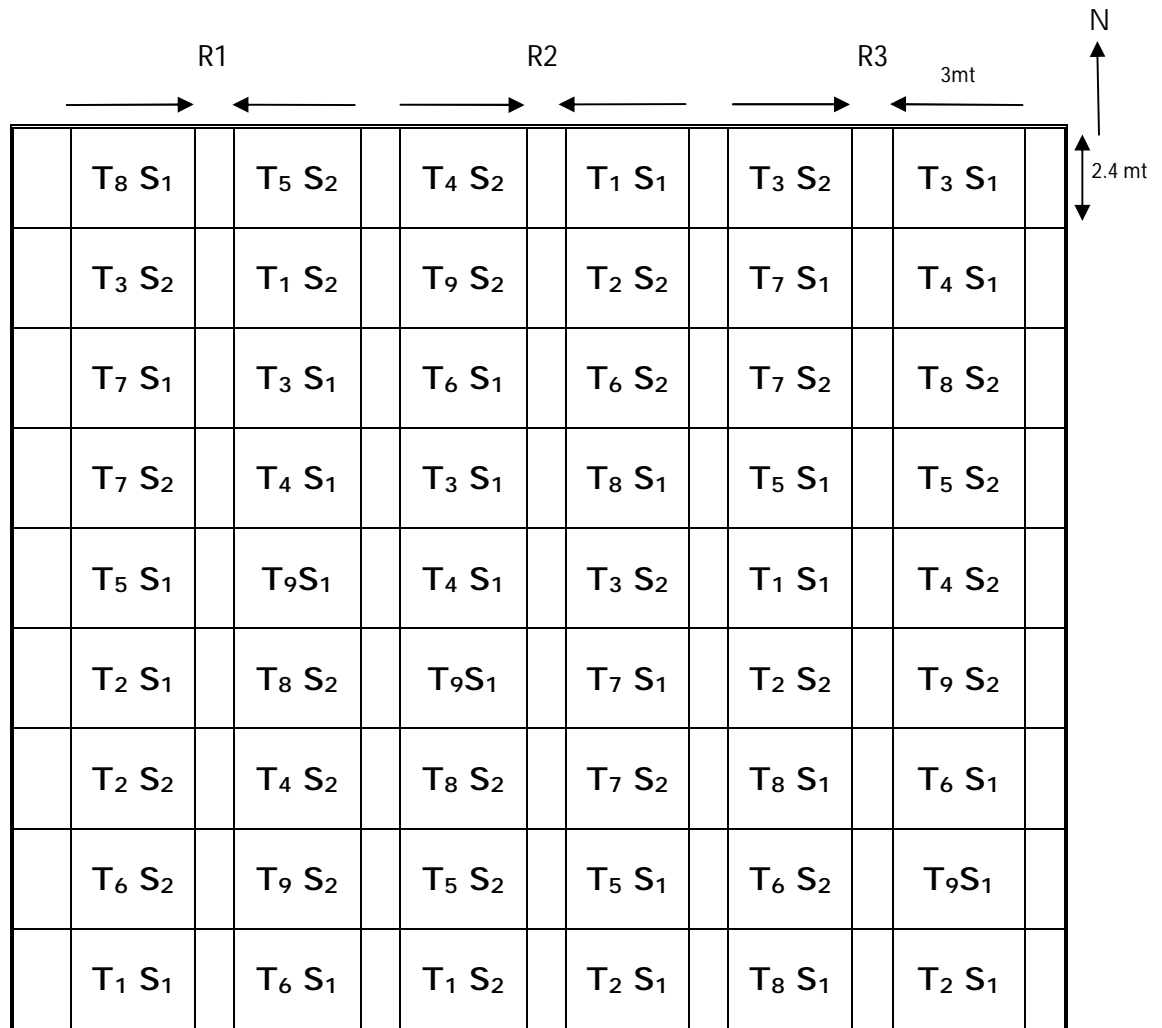 N
R1 R2 R3
3mt
2.4 mt
T₈ S₁ T₅ S₂ T₄ S₂ T₁ S₁ T₃ S₂ T₃ S₁
T₃ S₂ T₁ S₂ T₉ S₂ T₂ S₂ T₇ S₁ T₄ S₁
T₇ S₁ T₃ S₁ T₆ S₁ T₆ S₂ T₇ S₂ T₈ S₂
T₇ S₂ T₄ S₁ T₃ S₁ T₈ S₁ T₅ S₁ T₅ S₂
T₅ S₁ T₉S₁ T₄ S₁ T₃ S₂ T₁ S₁ T₄ S₂
T₂ S₁ T₈ S₂ T₉S₁ T₇ S₁ T₂ S₂ T₉ S₂
T₂ S₂ T₄ S₂ T₈ S₂ T₇ S₂ T₈ S₁ T₆ S₁
T₆ S₂ T₉ S₂ T₅ S₂ T₅ S₁ T₆ S₂ T₉S₁
T₁ S₁ T₆ S₁ T₁ S₂ T₂ S₁ T₈ S₁ T₂ S₁